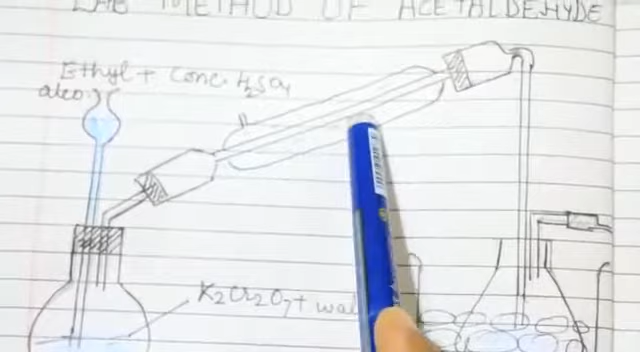 LAB METHOD OF ACETALDEHYDE
Ethyl + Conc. H₂SO₄
alco
K₂Cr₂O₇ + wat